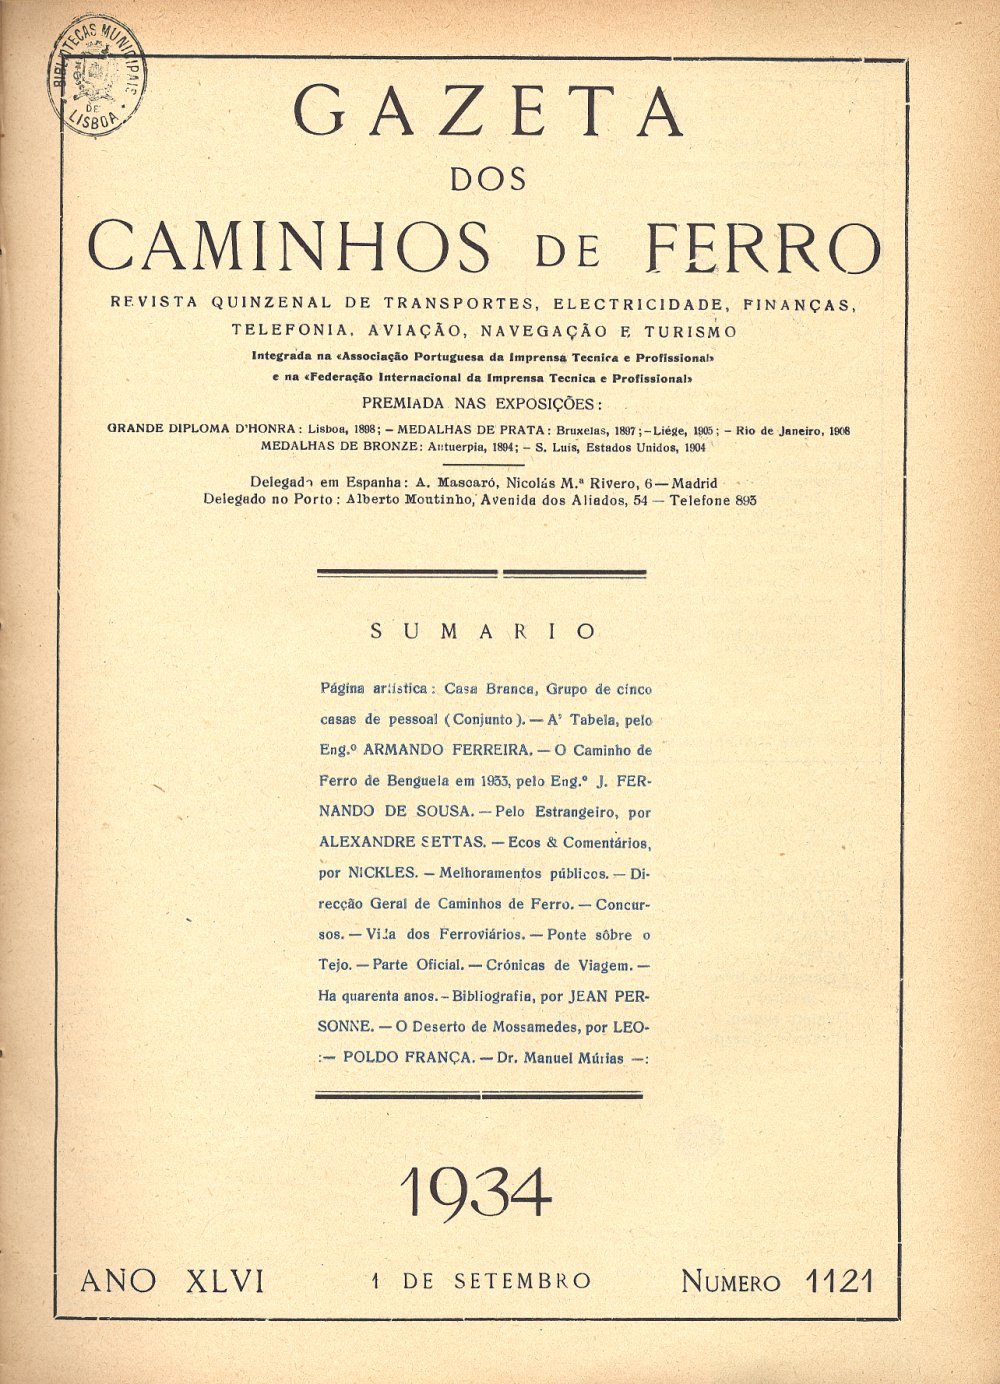 BIBLIOTECAS MUNICIPAIS
DE
LISBOA
GAZETA
DOS
CAMINHOS DE FERRO
REVISTA QUINZENAL DE TRANSPORTES, ELECTRICIDADE, FINANÇAS,
TELEFONIA, AVIAÇÃO, NAVEGAÇÃO E TURISMO
Integrada na «Associação Portuguesa da Imprensa Tecnica e Profissional»
e na «Federação Internacional da Imprensa Tecnica e Profissional»
PREMIADA NAS EXPOSIÇÕES:
GRANDE DIPLOMA D'HONRA: Lisboa, 1898; — MEDALHAS DE PRATA: Bruxelas, 1897; — Liége, 1905; — Rio de Janeiro, 1908
MEDALHAS DE BRONZE: Antuerpia, 1894; — S. Luís, Estados Unidos, 1904
Delegado em Espanha: A. Mascaró, Nicolás M.ª Rivero, 6 — Madrid
Delegado no Porto: Alberto Moutinho, Avenida dos Aliados, 54 — Telefone 893
SUMARIO
Página artística: Casa Branca, Grupo de cinco
casas de pessoal (Conjunto). — A' Tabela, pelo
Eng.º ARMANDO FERREIRA. — O Caminho de
Ferro de Benguela em 1933, pelo Eng.º J. FER-
NANDO DE SOUSA. — Pelo Estrangeiro, por
ALEXANDRE SETTAS. — Ecos & Comentários,
por NICKLES. — Melhoramentos públicos. — Di-
recção Geral de Caminhos de Ferro. — Concur-
sos. — Vida dos Ferroviários. — Ponte sôbre o
Tejo. — Parte Oficial. — Crónicas de Viagem. —
Ha quarenta anos. — Bibliografia, por JEAN PER-
SONNE. — O Deserto de Mossamedes, por LEO-
:— POLDO FRANÇA. — Dr. Manuel Múrias —:
1934
ANO XLVI 1 DE SETEMBRO NUMERO 1121